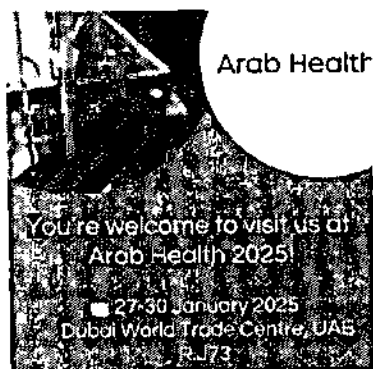 Arab Health
You're welcome to visit us at
Arab Health 2025!
27-30 January 2025
Dubai World Trade Centre, UAE
RJ73